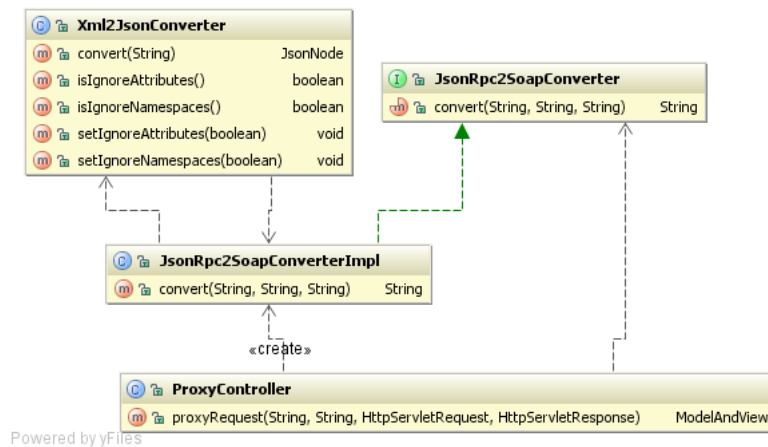 Xml2JsonConverter
convert(String) JsonNode
isIgnoreAttributes() boolean
isIgnoreNamespaces() boolean
setIgnoreAttributes(boolean) void
setIgnoreNamespaces(boolean) void
JsonRpc2SoapConverter
convert(String, String, String) String
JsonRpc2SoapConverterImpl
convert(String, String, String) String
«create»
ProxyController
proxyRequest(String, String, HttpServletRequest, HttpServletResponse) ModelAndView
Powered by yFiles